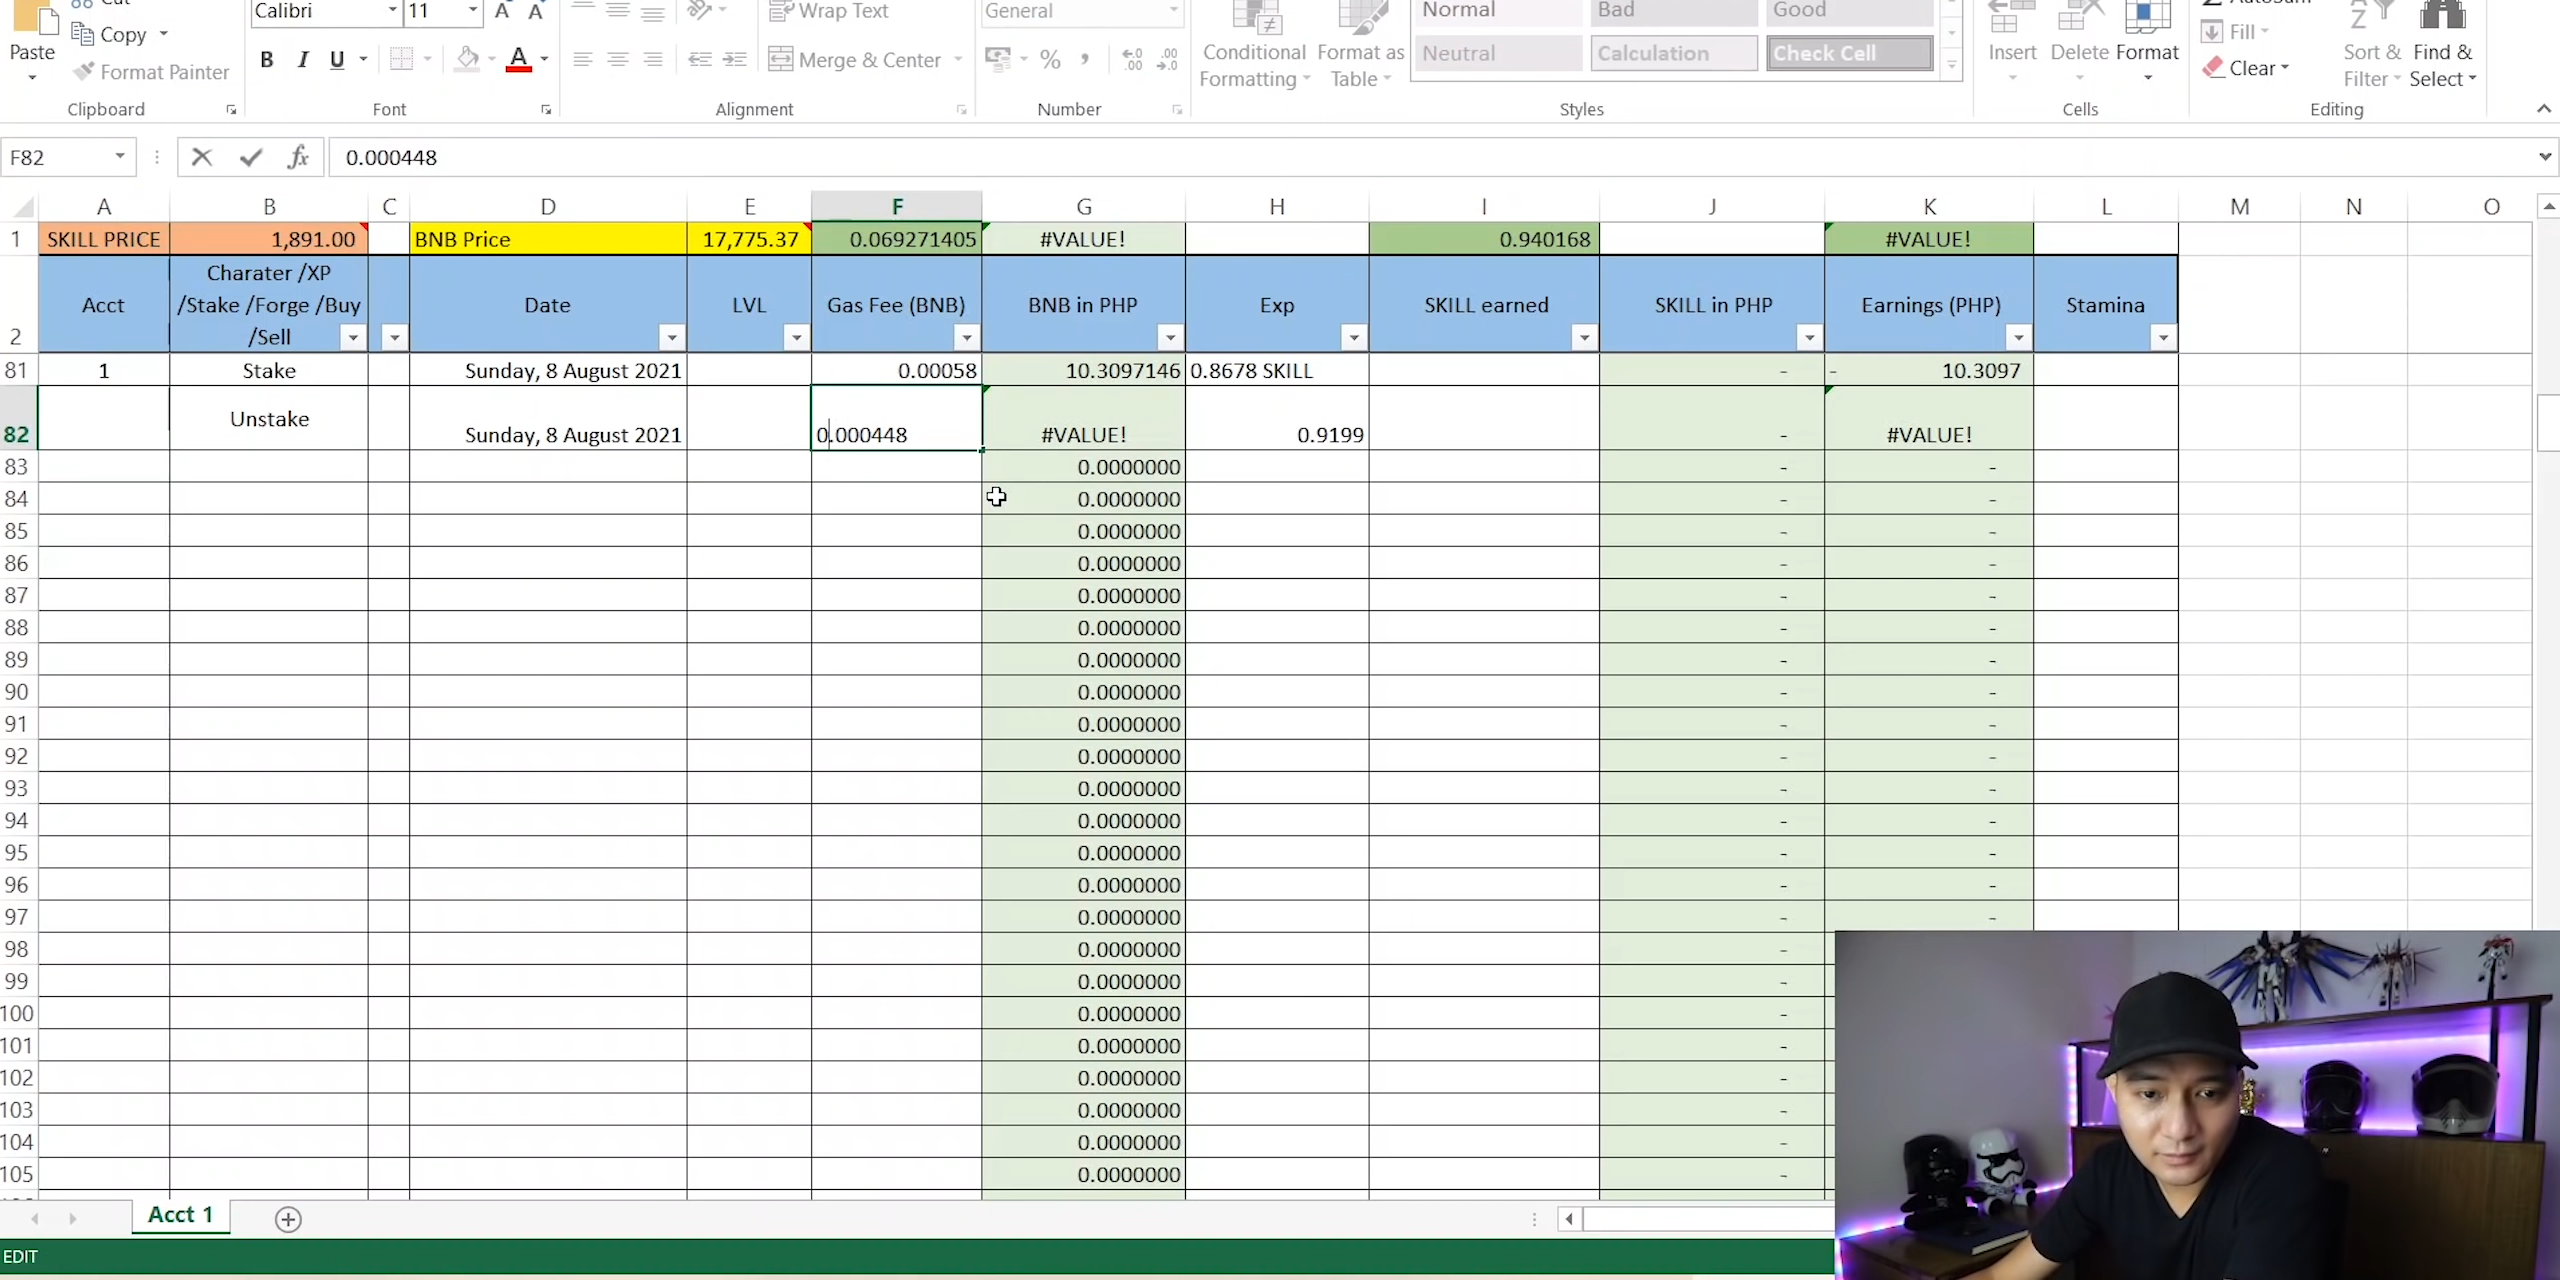 Cut
Calibri 11 A A Wrap Text General Normal Bad Good AutoSum
Paste Copy B I U A Merge & Center % , Conditional Formatting Format as Table Neutral Calculation Check Cell Insert Delete Format Fill Sort & Filter Find & Select
Format Painter Clear
Clipboard Font Alignment Number Styles Cells Editing
F82 fx 0.000448
A B C D E F G H I J K L M N O
1 SKILL PRICE 1,891.00 BNB Price 17,775.37 0.069271405 #VALUE! 0.940168 #VALUE!
2 Acct Charater /XP /Stake /Forge /Buy /Sell Date LVL Gas Fee (BNB) BNB in PHP Exp SKILL earned SKILL in PHP Earnings (PHP) Stamina
81 1 Stake Sunday, 8 August 2021 0.00058 10.3097146 0.8678 SKILL - - 10.3097
82 Unstake Sunday, 8 August 2021 0.000448 #VALUE! 0.9199 - #VALUE!
83 0.0000000 - -
84 0.0000000 - -
85 0.0000000 - -
86 0.0000000 - -
87 0.0000000 - -
88 0.0000000 - -
89 0.0000000 - -
90 0.0000000 - -
91 0.0000000 - -
92 0.0000000 - -
93 0.0000000 - -
94 0.0000000 - -
95 0.0000000 - -
96 0.0000000 - -
97 0.0000000 - -
98 0.0000000 -
99 0.0000000 -
100 0.0000000 -
101 0.0000000 -
102 0.0000000 -
103 0.0000000 -
104 0.0000000 -
105 0.0000000 -
Acct 1
EDIT